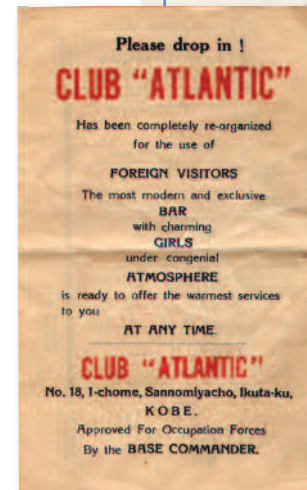 Please drop in !
CLUB "ATLANTIC"
Has been completely re-organized
for the use of
FOREIGN VISITORS
The most modern and exclusive
BAR
with charming
GIRLS
under congenial
ATMOSPHERE
is ready to offer the warmest services
to you
AT ANY TIME.
CLUB "ATLANTIC"
No. 18, 1-chome, Sannomiyacho, Ikuta-ku,
KOBE.
Approved For Occupation Forces
By the BASE COMMANDER.